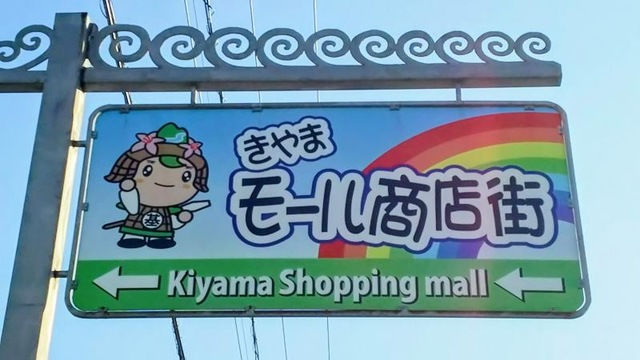 きやま
モール商店街
基
Kiyama Shopping mall